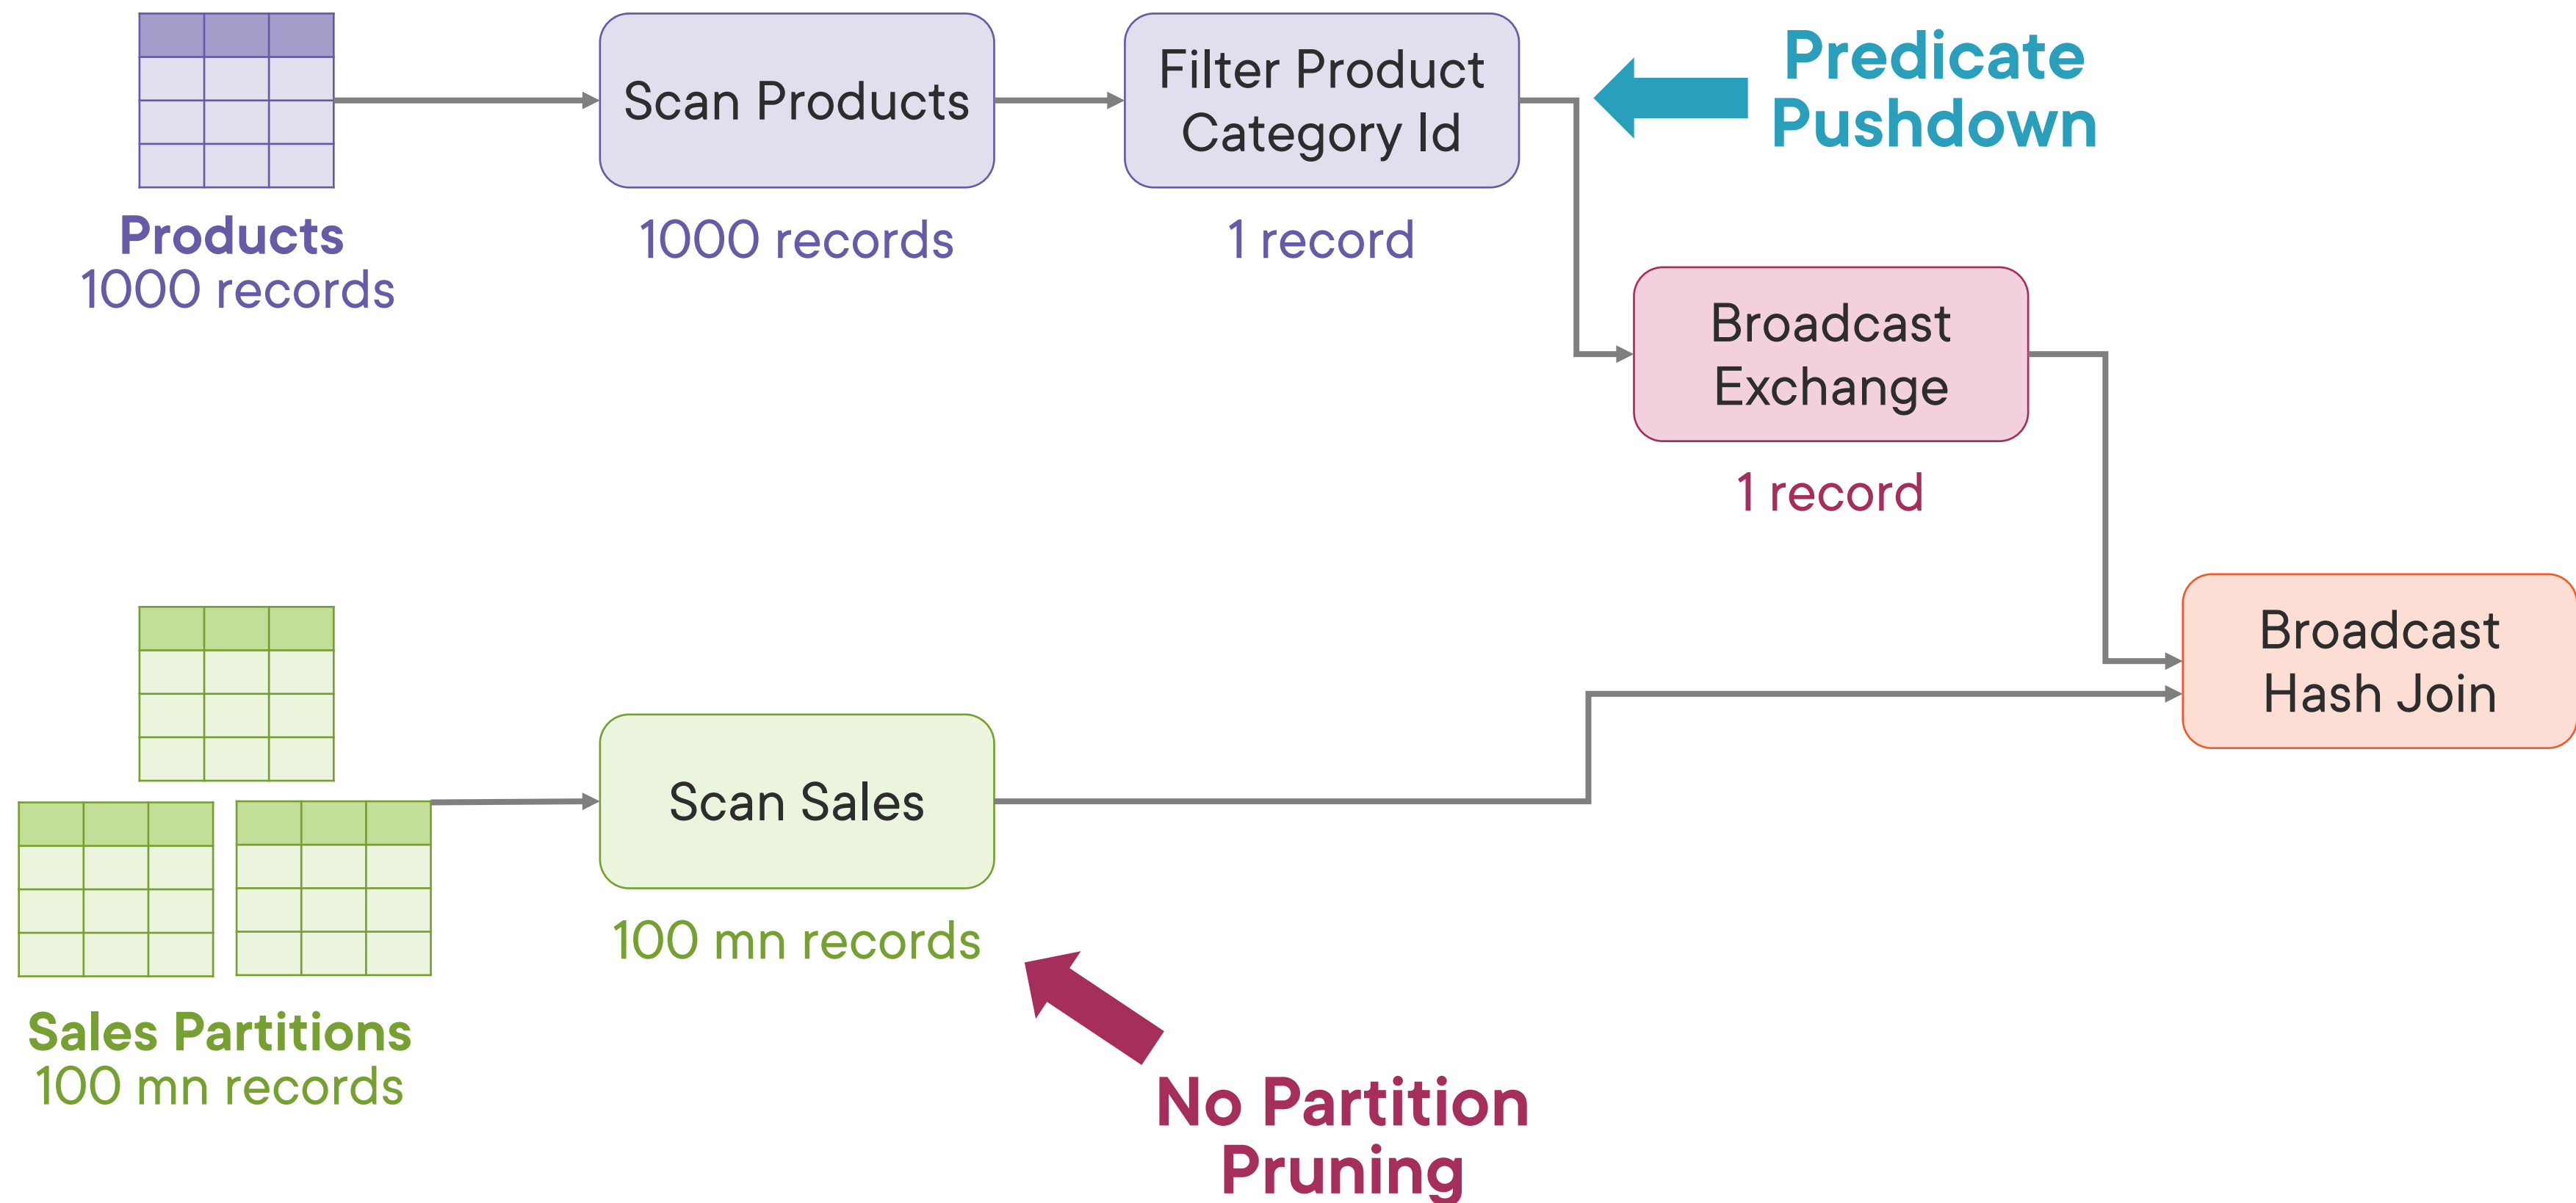 Scan Products
Filter Product
Category Id
Predicate
Pushdown
Products
1000 records
1000 records
1 record
Broadcast
Exchange
1 record
Broadcast
Hash Join
Scan Sales
100 mn records
Sales Partitions
100 mn records
No Partition
Pruning